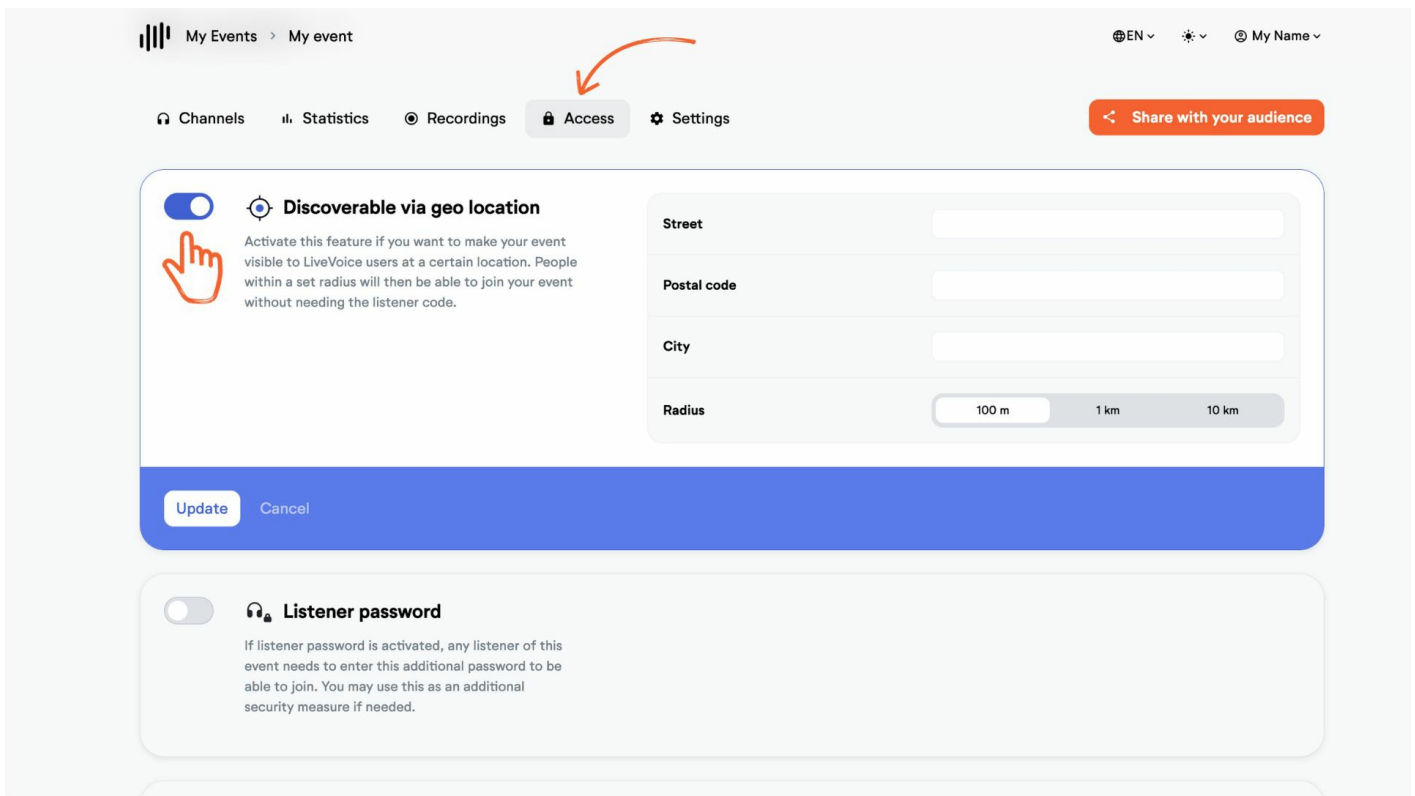 My Events > My event
EN
My Name
Channels
Statistics
Recordings
Access
Settings
Share with your audience
Discoverable via geo location
Activate this feature if you want to make your event
visible to LiveVoice users at a certain location. People
within a set radius will then be able to join your event
without needing the listener code.
Street
Postal code
City
Radius
100 m
1 km
10 km
Update
Cancel
Listener password
If listener password is activated, any listener of this
event needs to enter this additional password to be
able to join. You may use this as an additional
security measure if needed.